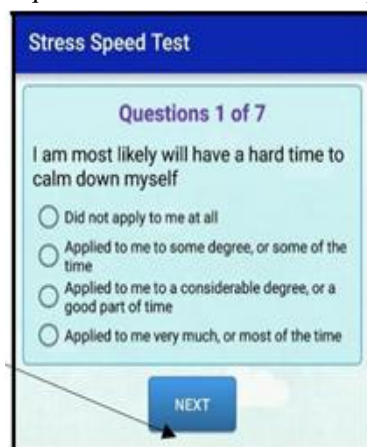 Stress Speed Test
Questions 1 of 7
I am most likely will have a hard time to
calm down myself
Did not apply to me at all
Applied to me to some degree, or some of the
time
Applied to me to a considerable degree, or a
good part of time
Applied to me very much, or most of the time
NEXT